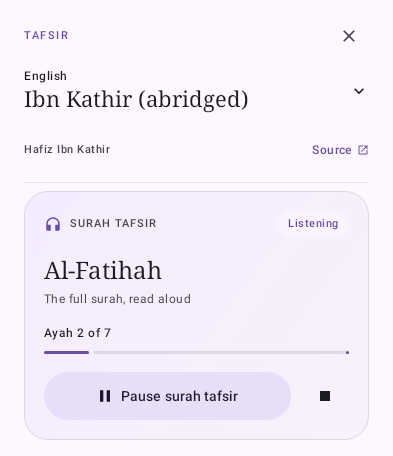 TAFSIR
English
Ibn Kathir (abridged)
Hafiz Ibn Kathir
Source
SURAH TAFSIR
Listening
Al-Fatihah
The full surah, read aloud
Ayah 2 of 7
Pause surah tafsir